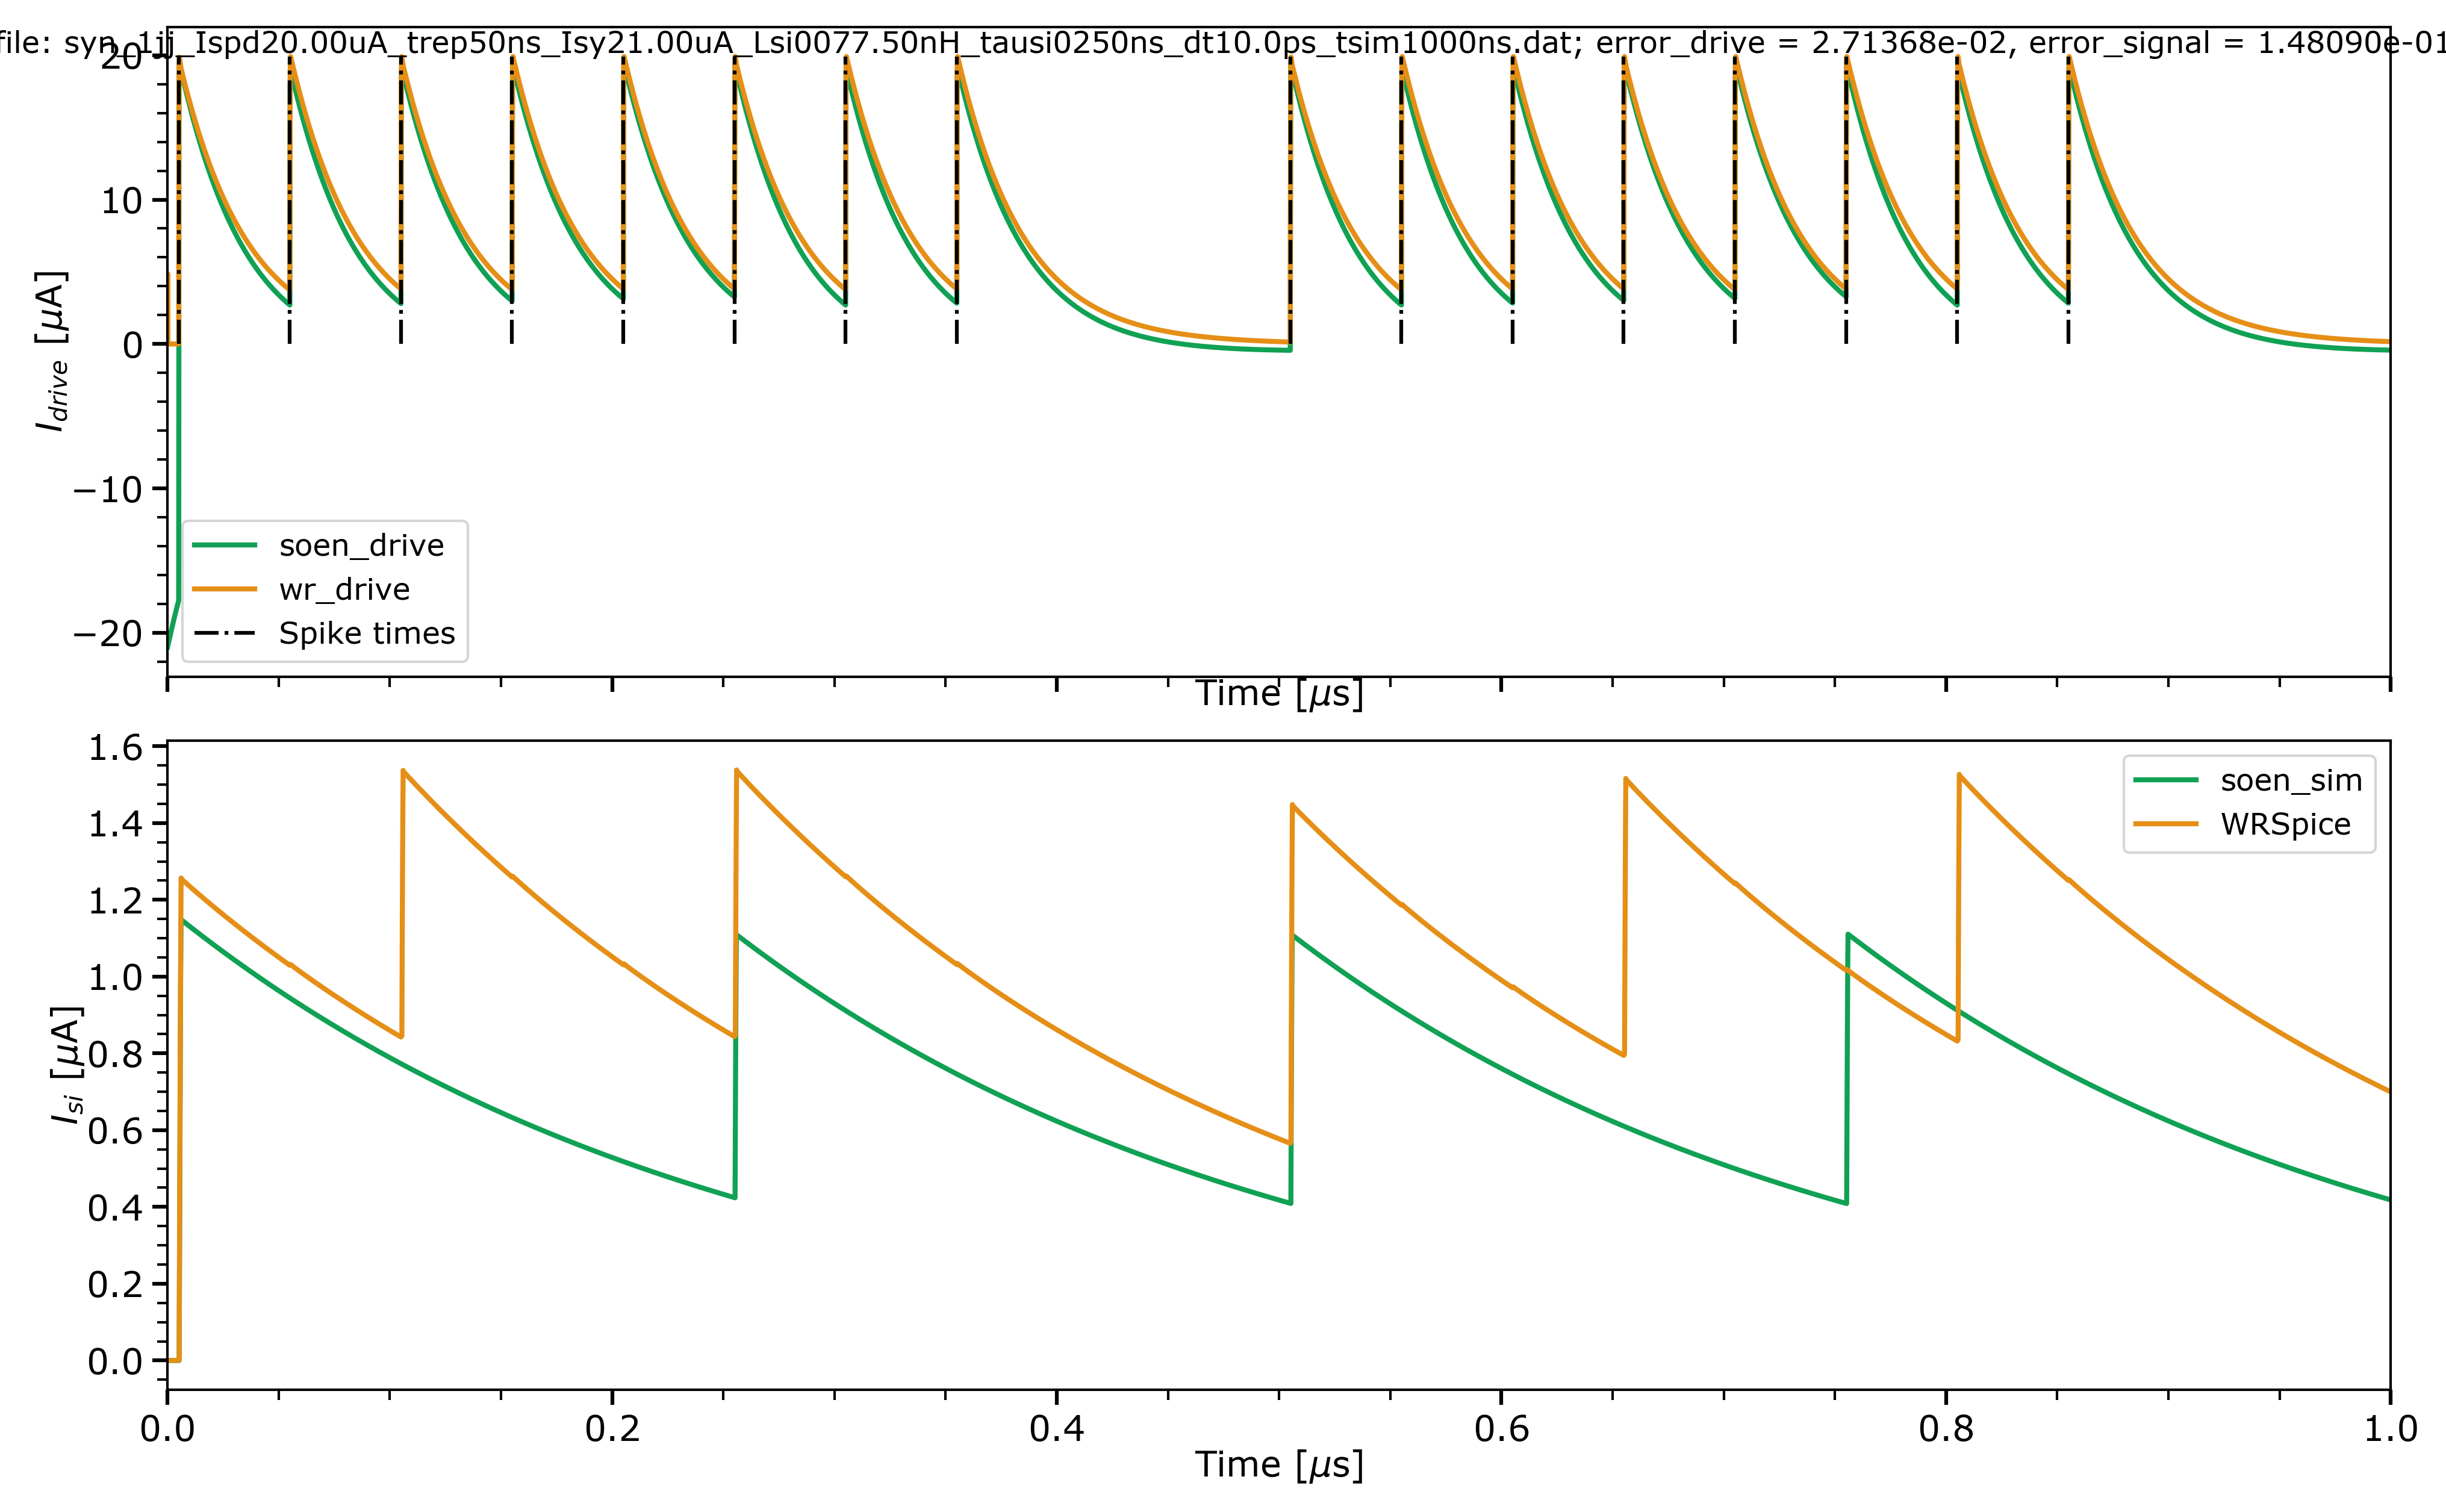 file: syn_1jj_Ispd20.00uA_trep50ns_Isy21.00uA_Lsi0077.50nH_tausi0250ns_dt10.0ps_tsim1000ns.dat; error_drive = 2.71368e-02, error_signal = 1.48090e-01
20
10
0
−10
−20
I_drive [μA]
soen_drive
wr_drive
Spike times
Time [μs]
1.6
1.4
1.2
1.0
0.8
0.6
0.4
0.2
0.0
I_si [μA]
soen_sim
WRSpice
0.0 0.2 0.4 0.6 0.8 1.0
Time [μs]